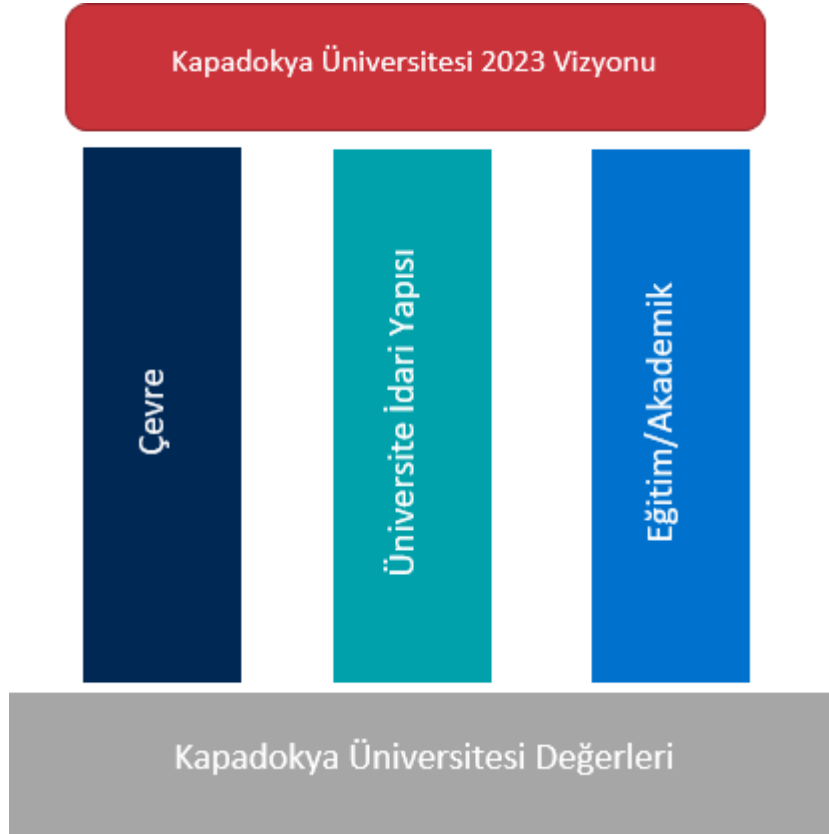 Kapadokya Üniversitesi 2023 Vizyonu
Çevre
Üniversite İdari Yapısı
Eğitim/Akademik
Kapadokya Üniversitesi Değerleri